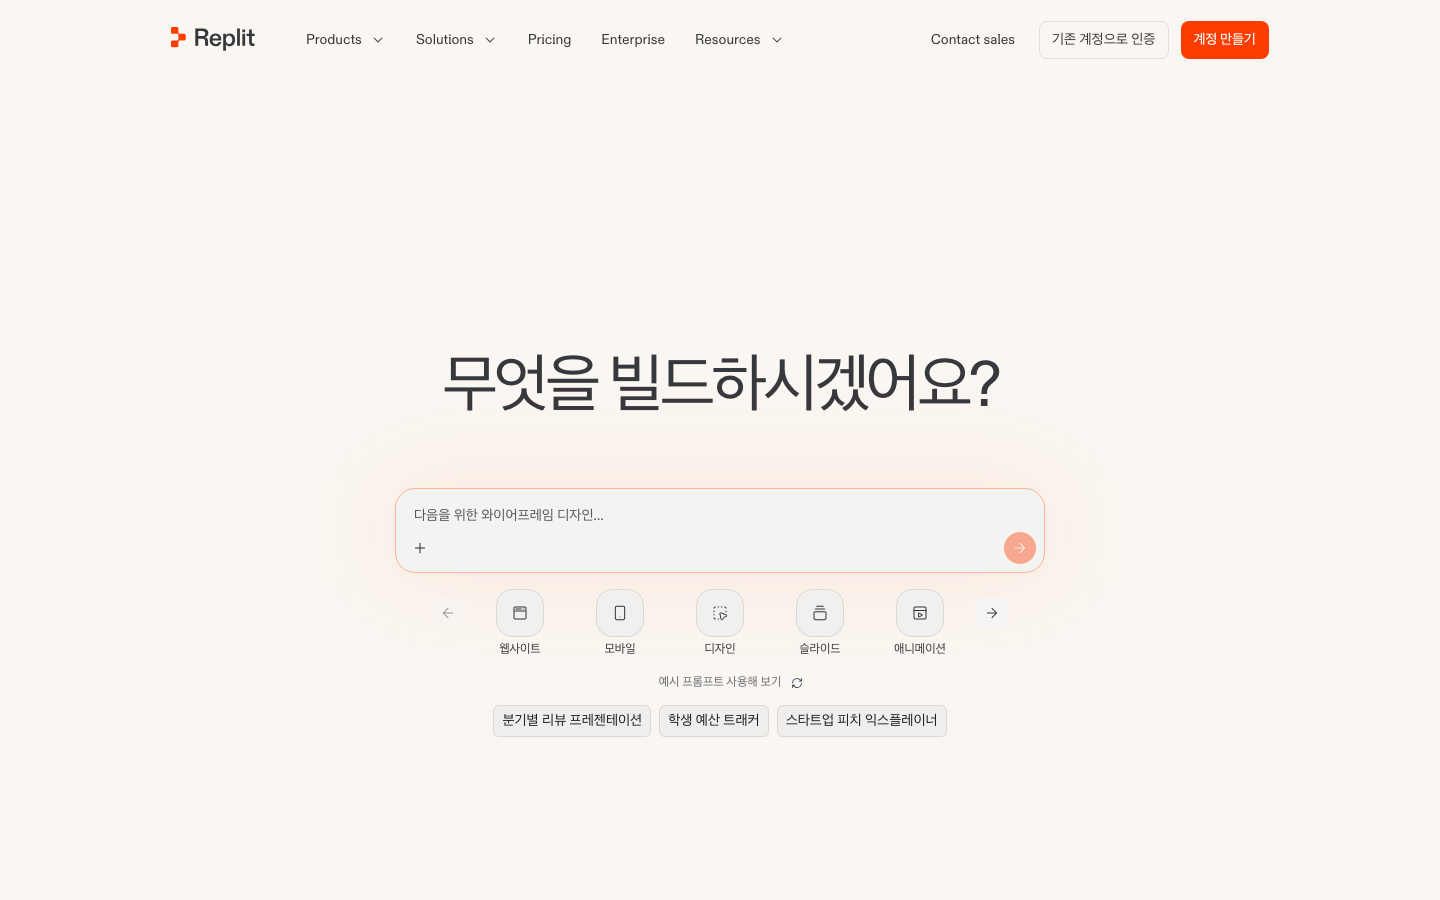 Replit
Products
Solutions
Pricing
Enterprise
Resources
Contact sales
기존 계정으로 인증
계정 만들기
무엇을 빌드하시겠어요?
다음을 위한 와이어프레임 디자인...
웹사이트
모바일
디자인
슬라이드
애니메이션
예시 프롬프트 사용해 보기
분기별 리뷰 프레젠테이션
학생 예산 트래커
스타트업 피치 익스플레이너